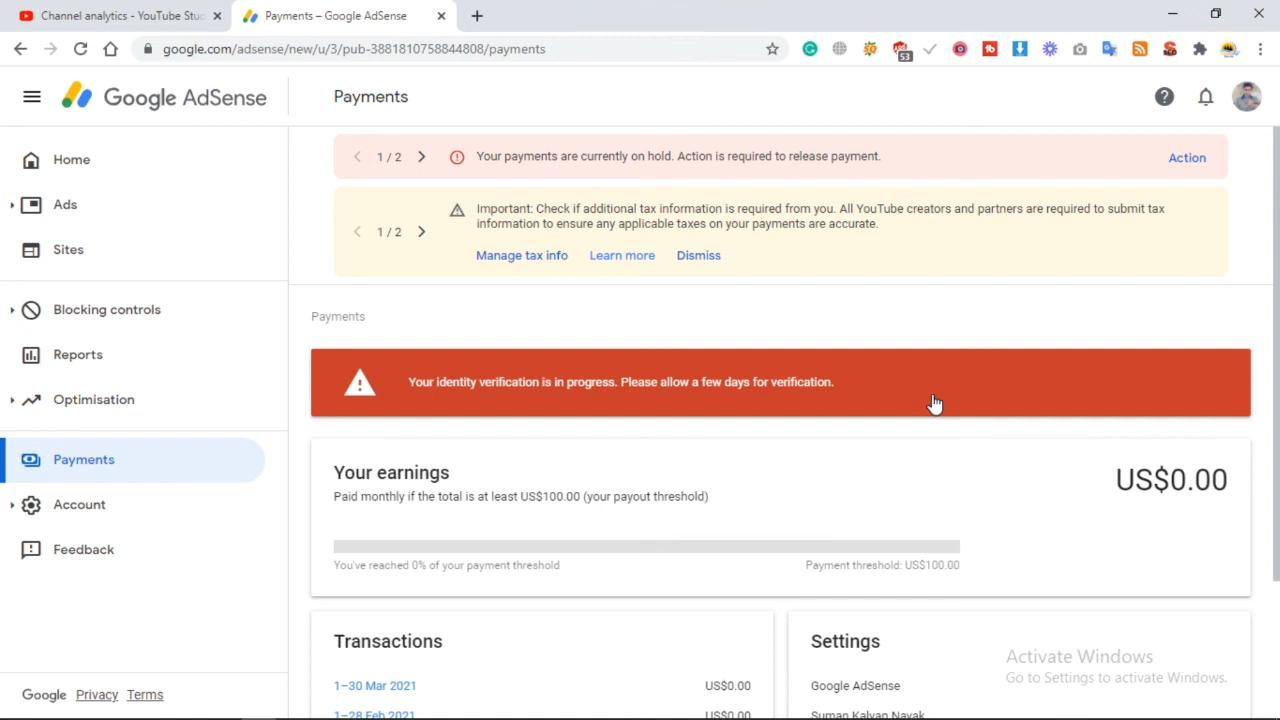 Channel analytics - YouTube Stud
Payments – Google AdSense
google.com/adsense/new/u/3/pub-3881810758844808/payments
53
Google AdSense
Payments
Home
Ads
Sites
Blocking controls
Reports
Optimisation
Payments
Account
Feedback
Google Privacy Terms
1 / 2
Your payments are currently on hold. Action is required to release payment.
Action
1 / 2
Important: Check if additional tax information is required from you. All YouTube creators and partners are required to submit tax
information to ensure any applicable taxes on your payments are accurate.
Manage tax info Learn more Dismiss
Payments
Your identity verification is in progress. Please allow a few days for verification.
Your earnings
US$0.00
Paid monthly if the total is at least US$100.00 (your payout threshold)
You've reached 0% of your payment threshold
Payment threshold: US$100.00
Transactions
1–30 Mar 2021 US$0.00
1–28 Feb 2021 US$0.00
Settings
Google AdSense
Suman Kalyan Nayak
Activate Windows
Go to Settings to activate Windows.